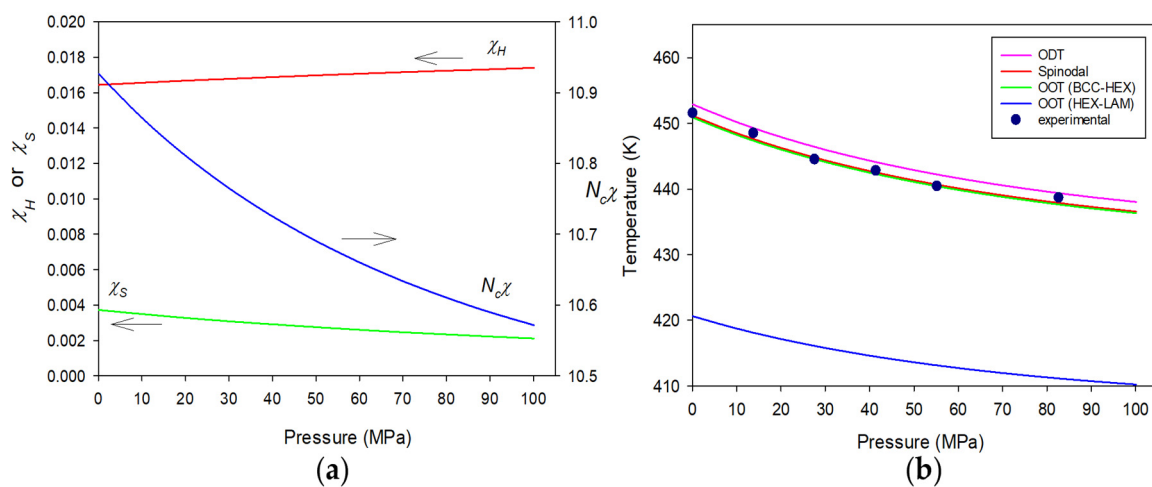 0.020
0.018
0.016
0.014
0.012
0.010
0.008
0.006
0.004
0.002
0.000
χH or χS
11.0
10.9
10.8
10.7
10.6
10.5
Ncχ
χH
χS
Ncχ
0 10 20 30 40 50 60 70 80 90 100
Pressure (MPa)
(a)
460
450
440
430
420
410
Temperature (K)
ODT
Spinodal
OOT (BCC-HEX)
OOT (HEX-LAM)
experimental
0 10 20 30 40 50 60 70 80 90 100
Pressure (MPa)
(b)